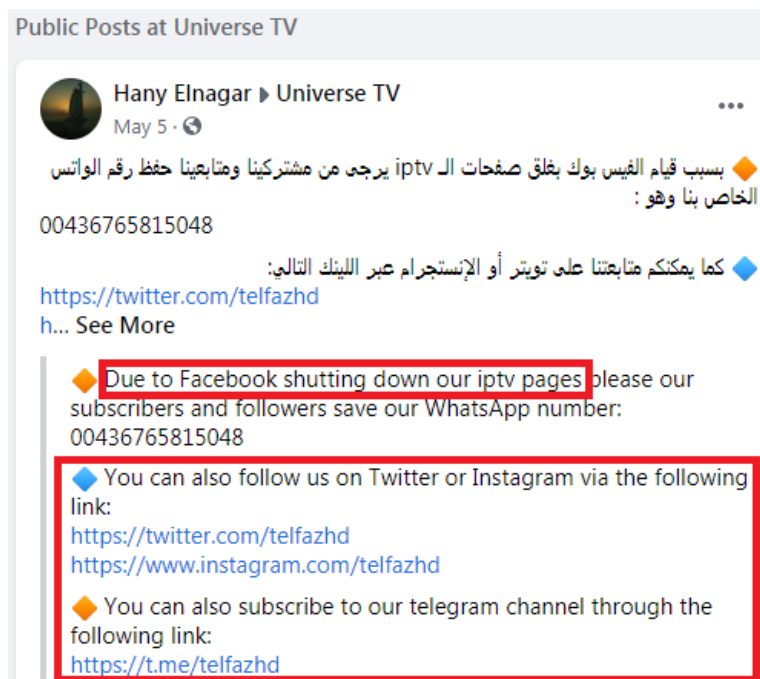 Public Posts at Universe TV
Hany Elnagar ▸ Universe TV
May 5 ·
🔶 بسبب قيام الفيس بوك بغلق صفحات الـ iptv يرجى من مشتركينا ومتابعينا حفظ رقم الواتس
الخاص بنا وهو :
00436765815048
🔷 كما يمكنكم متابعتنا على تويتر أو الإنستجرام عبر اللينك التالي:
https://twitter.com/telfazhd
h... See More
🔶 Due to Facebook shutting down our iptv pages please our
subscribers and followers save our WhatsApp number:
00436765815048
🔷 You can also follow us on Twitter or Instagram via the following
link:
https://twitter.com/telfazhd
https://www.instagram.com/telfazhd
🔶 You can also subscribe to our telegram channel through the
following link:
https://t.me/telfazhd